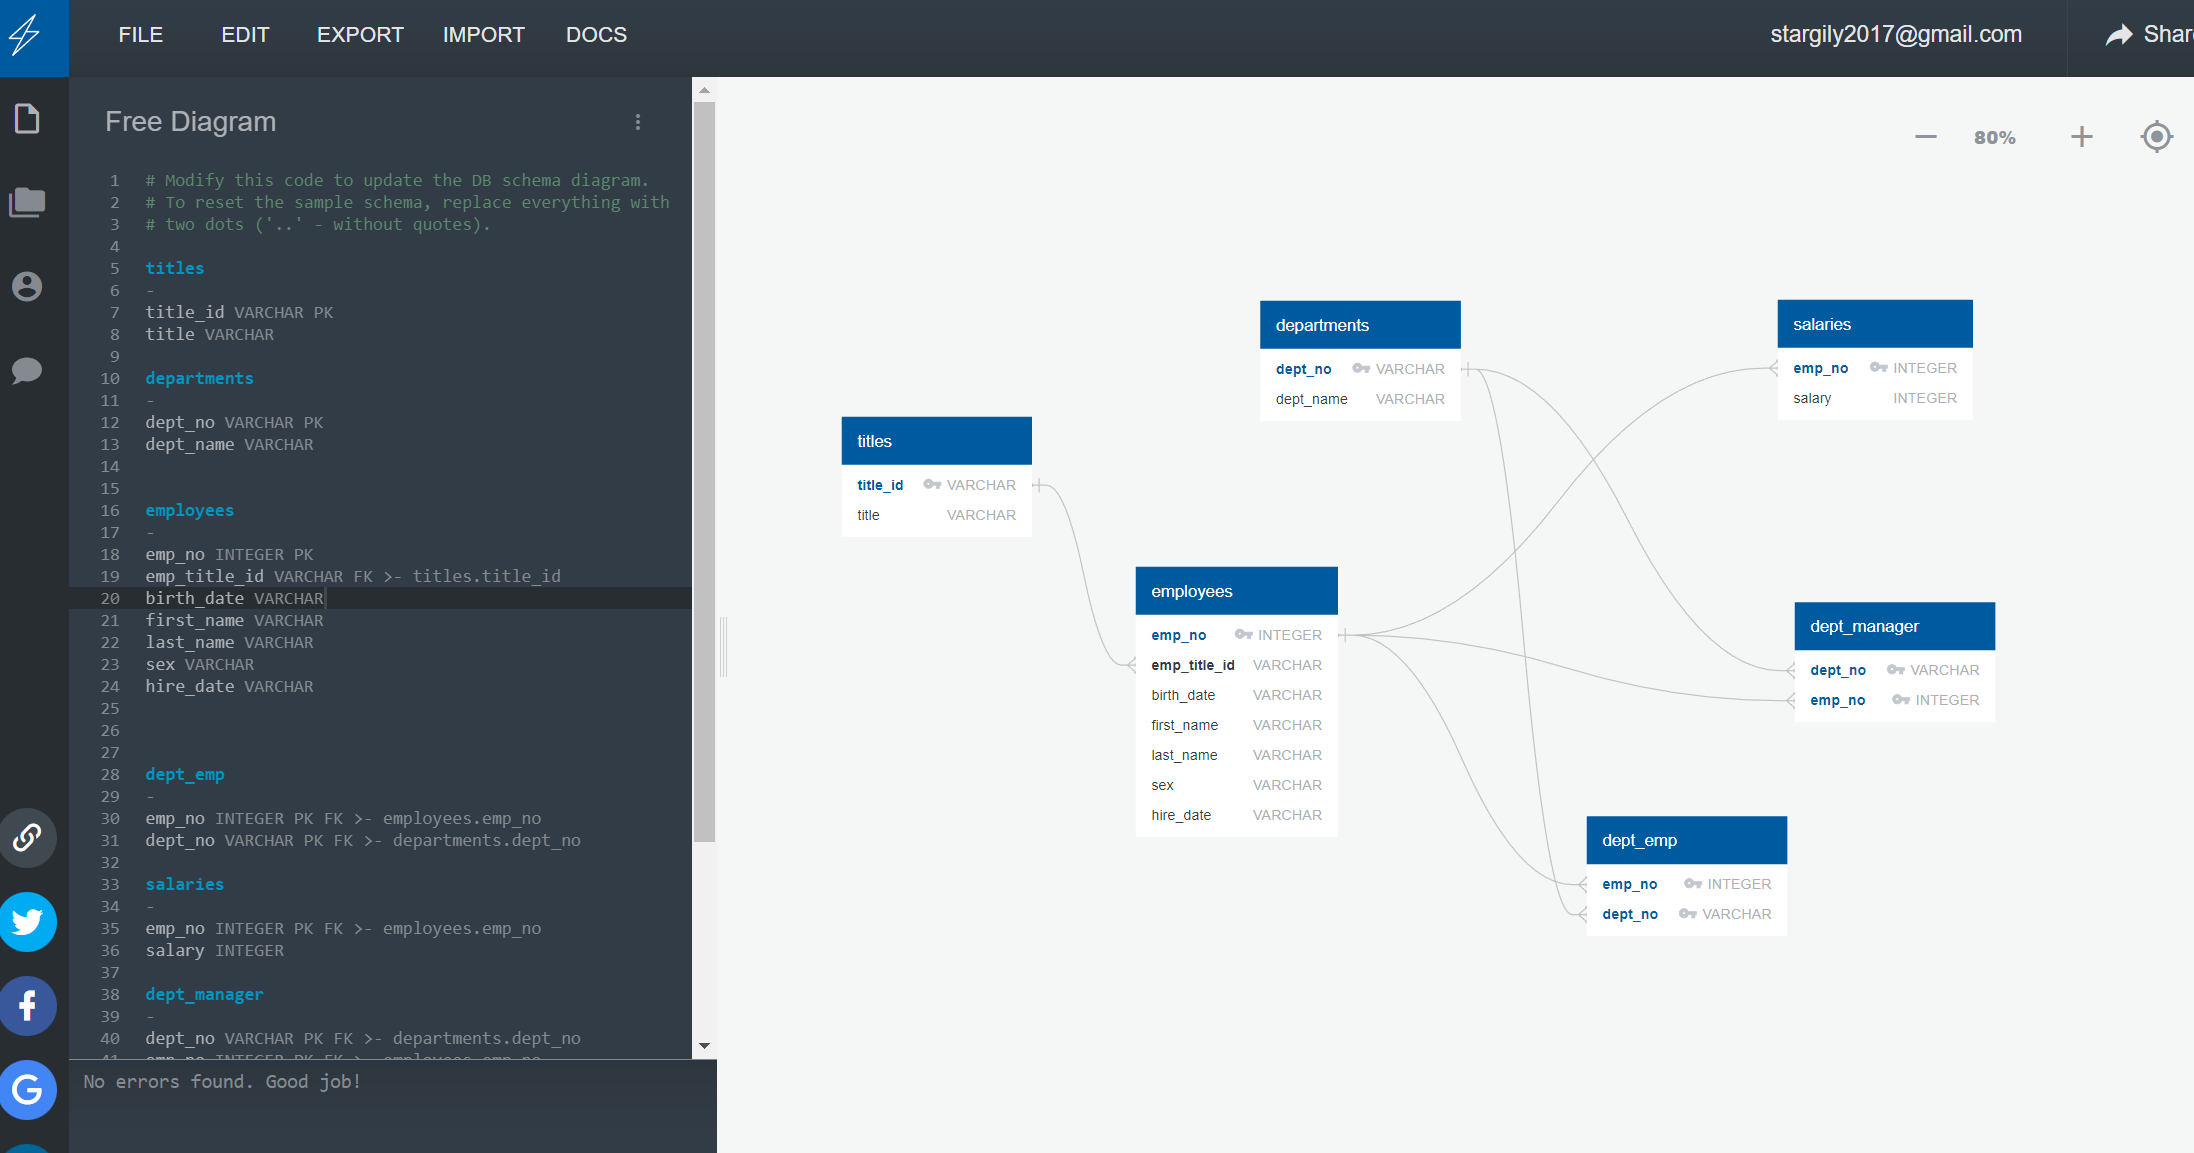 FILE EDIT EXPORT IMPORT DOCS
stargily2017@gmail.com
Shar
Free Diagram
1 # Modify this code to update the DB schema diagram.
2 # To reset the sample schema, replace everything with
3 # two dots ('..' - without quotes).
4
5 titles
6 -
7 title_id VARCHAR PK
8 title VARCHAR
9
10 departments
11 -
12 dept_no VARCHAR PK
13 dept_name VARCHAR
14
15
16 employees
17 -
18 emp_no INTEGER PK
19 emp_title_id VARCHAR FK >- titles.title_id
20 birth_date VARCHAR
21 first_name VARCHAR
22 last_name VARCHAR
23 sex VARCHAR
24 hire_date VARCHAR
25
26
27
28 dept_emp
29 -
30 emp_no INTEGER PK FK >- employees.emp_no
31 dept_no VARCHAR PK FK >- departments.dept_no
32
33 salaries
34 -
35 emp_no INTEGER PK FK >- employees.emp_no
36 salary INTEGER
37
38 dept_manager
39 -
40 dept_no VARCHAR PK FK >- departments.dept_no
41 emp_no INTEGER PK FK >- employees.emp_no
No errors found. Good job!
80%
departments
dept_no VARCHAR
dept_name VARCHAR
salaries
emp_no INTEGER
salary INTEGER
titles
title_id VARCHAR
title VARCHAR
employees
emp_no INTEGER
emp_title_id VARCHAR
birth_date VARCHAR
first_name VARCHAR
last_name VARCHAR
sex VARCHAR
hire_date VARCHAR
dept_manager
dept_no VARCHAR
emp_no INTEGER
dept_emp
emp_no INTEGER
dept_no VARCHAR